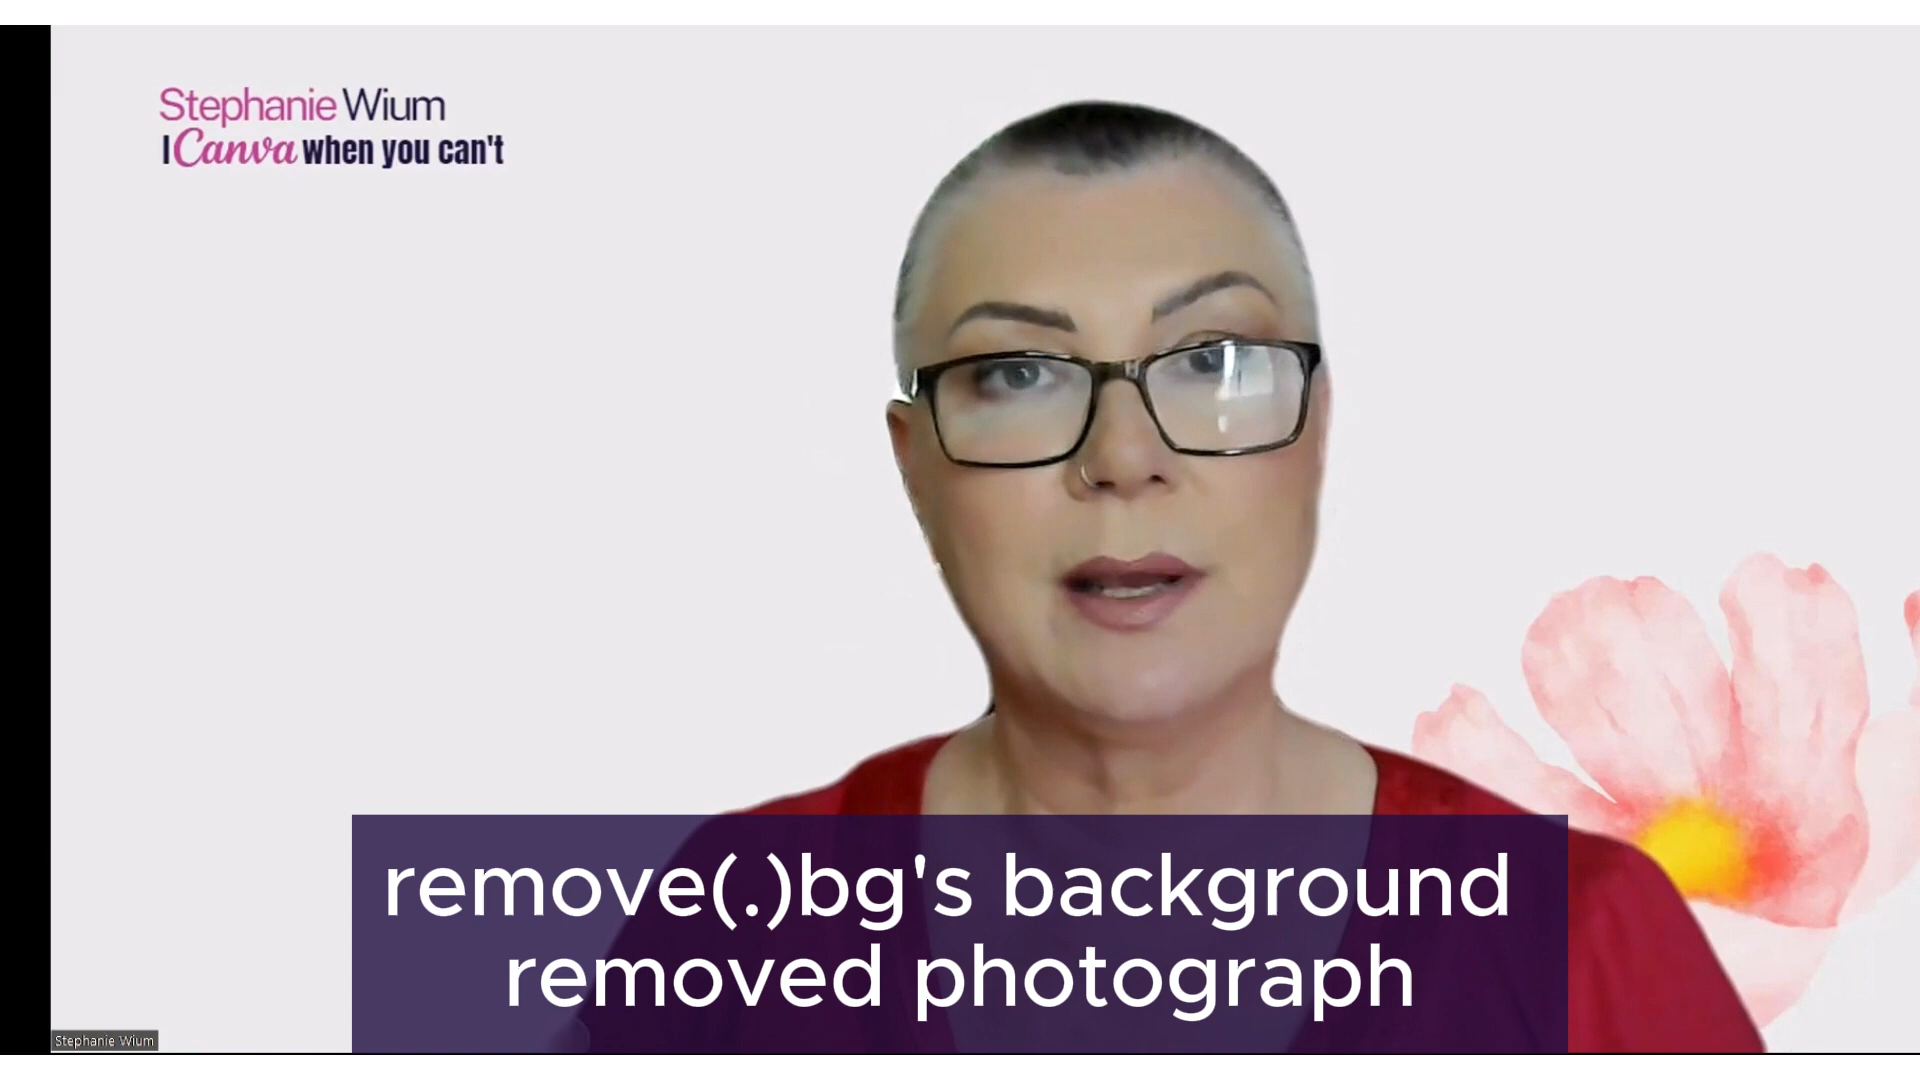 Stephanie Wium
I Canva when you can't
remove(.)bg's background
removed photograph
Stephanie Wium